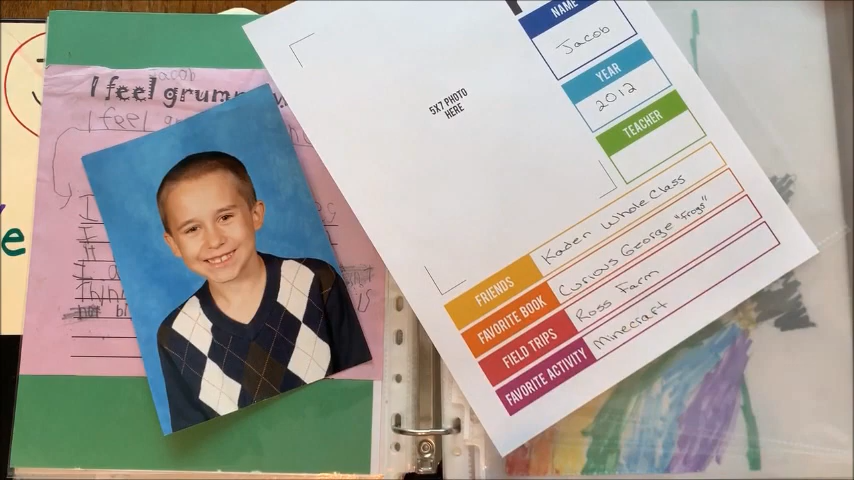 Jacob
I feel grum
I feel
NAME
Jacob
YEAR
2012
TEACHER
5X7 PHOTO
HERE
FRIENDS Kaden Whole Class
FAVORITE BOOK Curious George "Frogs"
FIELD TRIPS Ross Farm
FAVORITE ACTIVITY Minecraft